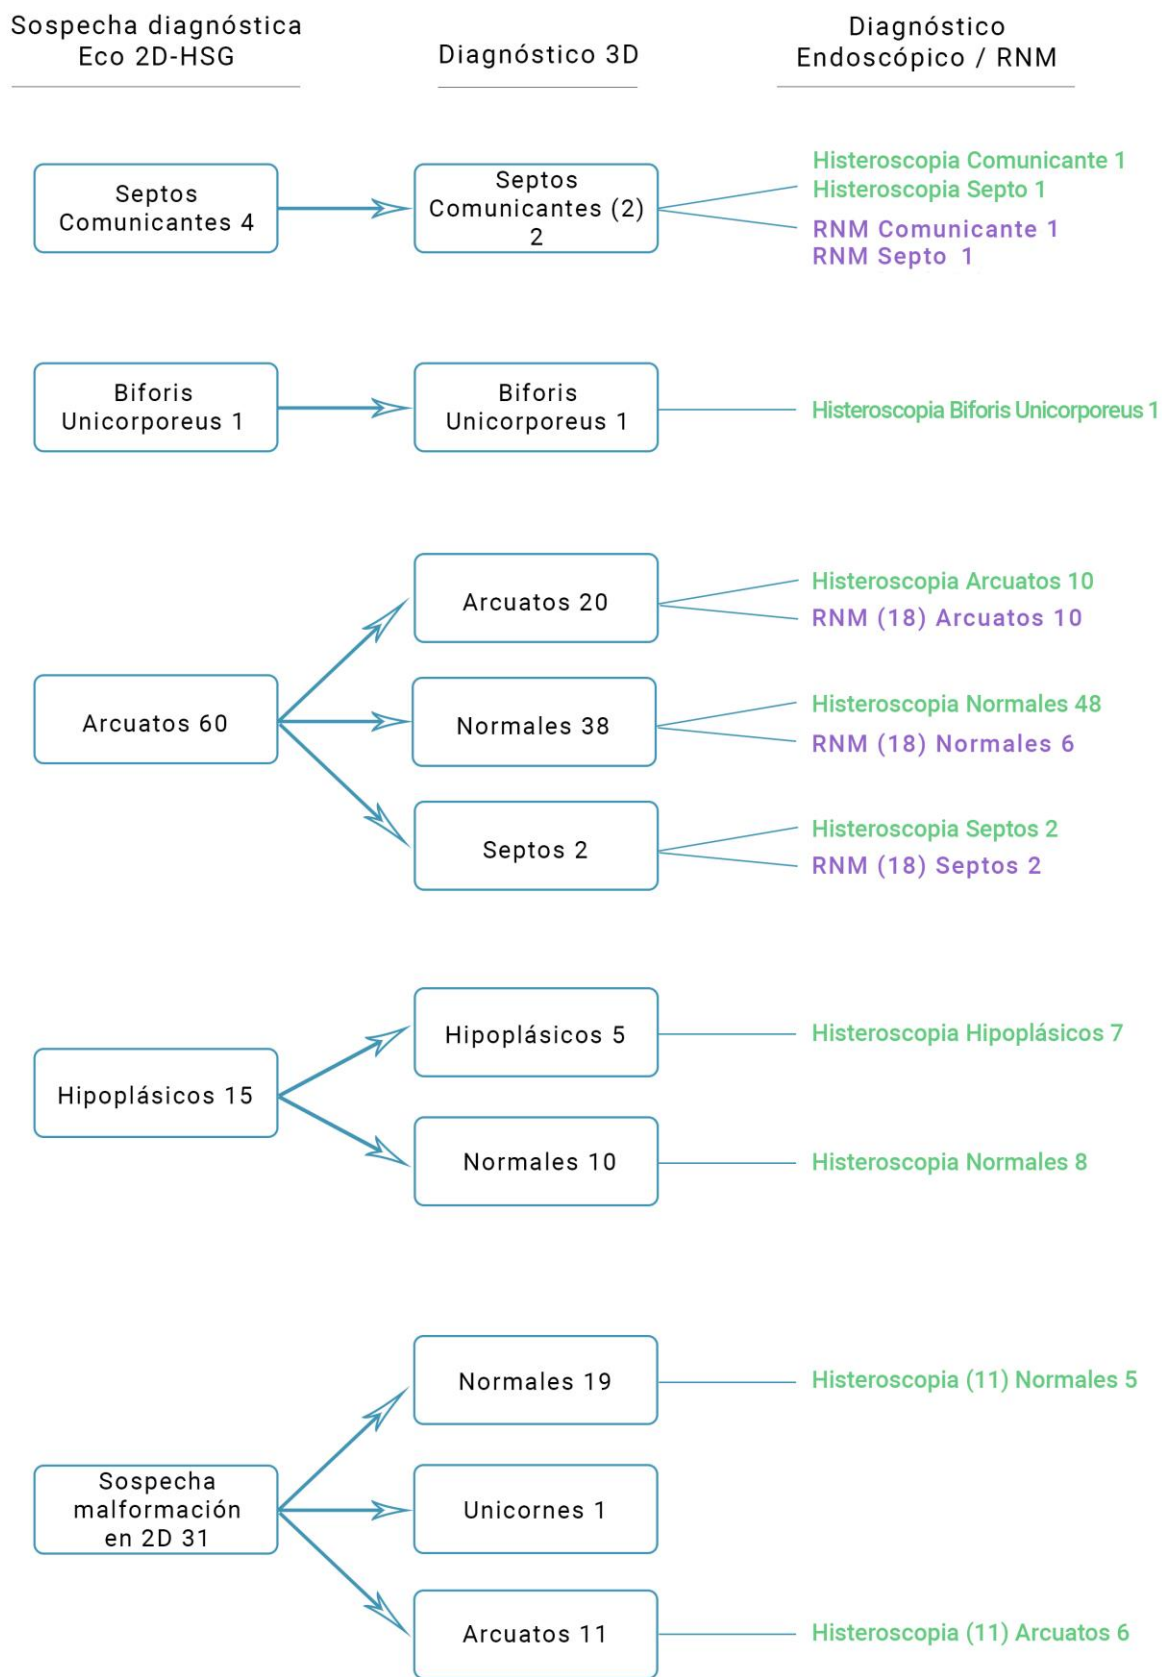 Sospecha diagnóstica
Eco 2D-HSG
Diagnóstico 3D
Diagnóstico
Endoscópico / RNM
Septos
Comunicantes 4
Septos
Comunicantes (2)
2
Histeroscopia Comunicante 1
Histeroscopia Septo 1
RNM Comunicante 1
RNM Septo 1
Biforis
Unicorporeus 1
Biforis
Unicorporeus 1
Histeroscopia Biforis Unicorporeus 1
Arcuatos 60
Arcuatos 20
Histeroscopia Arcuatos 10
RNM (18) Arcuatos 10
Normales 38
Histeroscopia Normales 48
RNM (18) Normales 6
Septos 2
Histeroscopia Septos 2
RNM (18) Septos 2
Hipoplásicos 15
Hipoplásicos 5
Histeroscopia Hipoplásicos 7
Normales 10
Histeroscopia Normales 8
Sospecha
malformación
en 2D 31
Normales 19
Histeroscopia (11) Normales 5
Unicornes 1
Arcuatos 11
Histeroscopia (11) Arcuatos 6